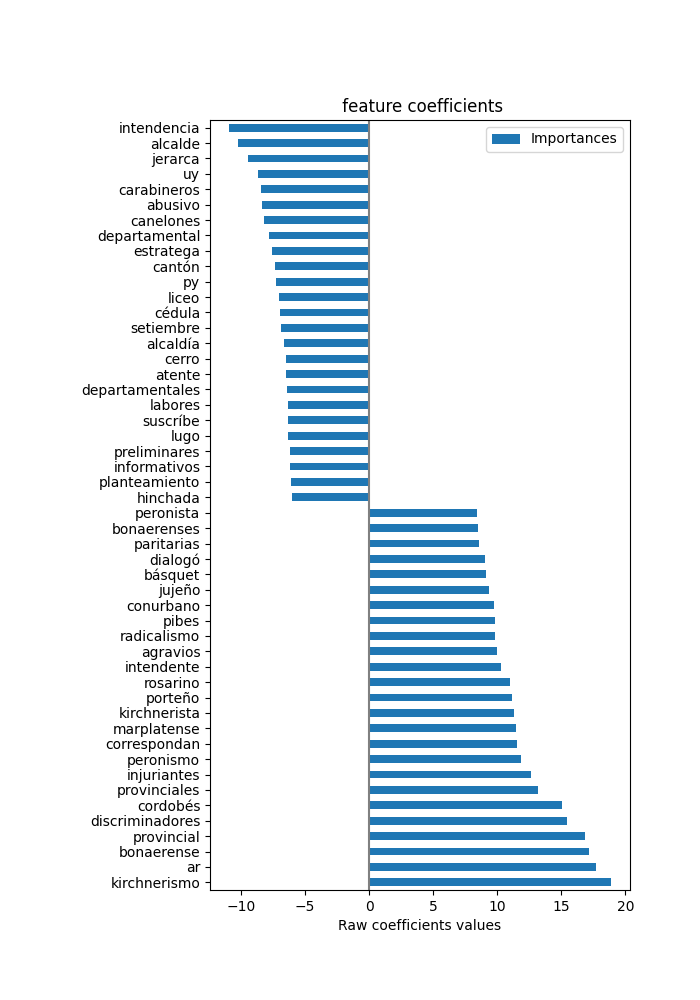 feature coefficients
Importances
intendencia
alcalde
jerarca
uy
carabineros
abusivo
canelones
departamental
estratega
cantón
py
liceo
cédula
setiembre
alcaldía
cerro
atente
departamentales
labores
suscríbe
lugo
preliminares
informativos
planteamiento
hinchada
peronista
bonaerenses
paritarias
dialogó
básquet
jujeño
conurbano
pibes
radicalismo
agravios
intendente
rosarino
porteño
kirchnerista
marplatense
correspondan
peronismo
injuriantes
provinciales
cordobés
discriminadores
provincial
bonaerense
ar
kirchnerismo
−10 −5 0 5 10 15 20
Raw coefficients values